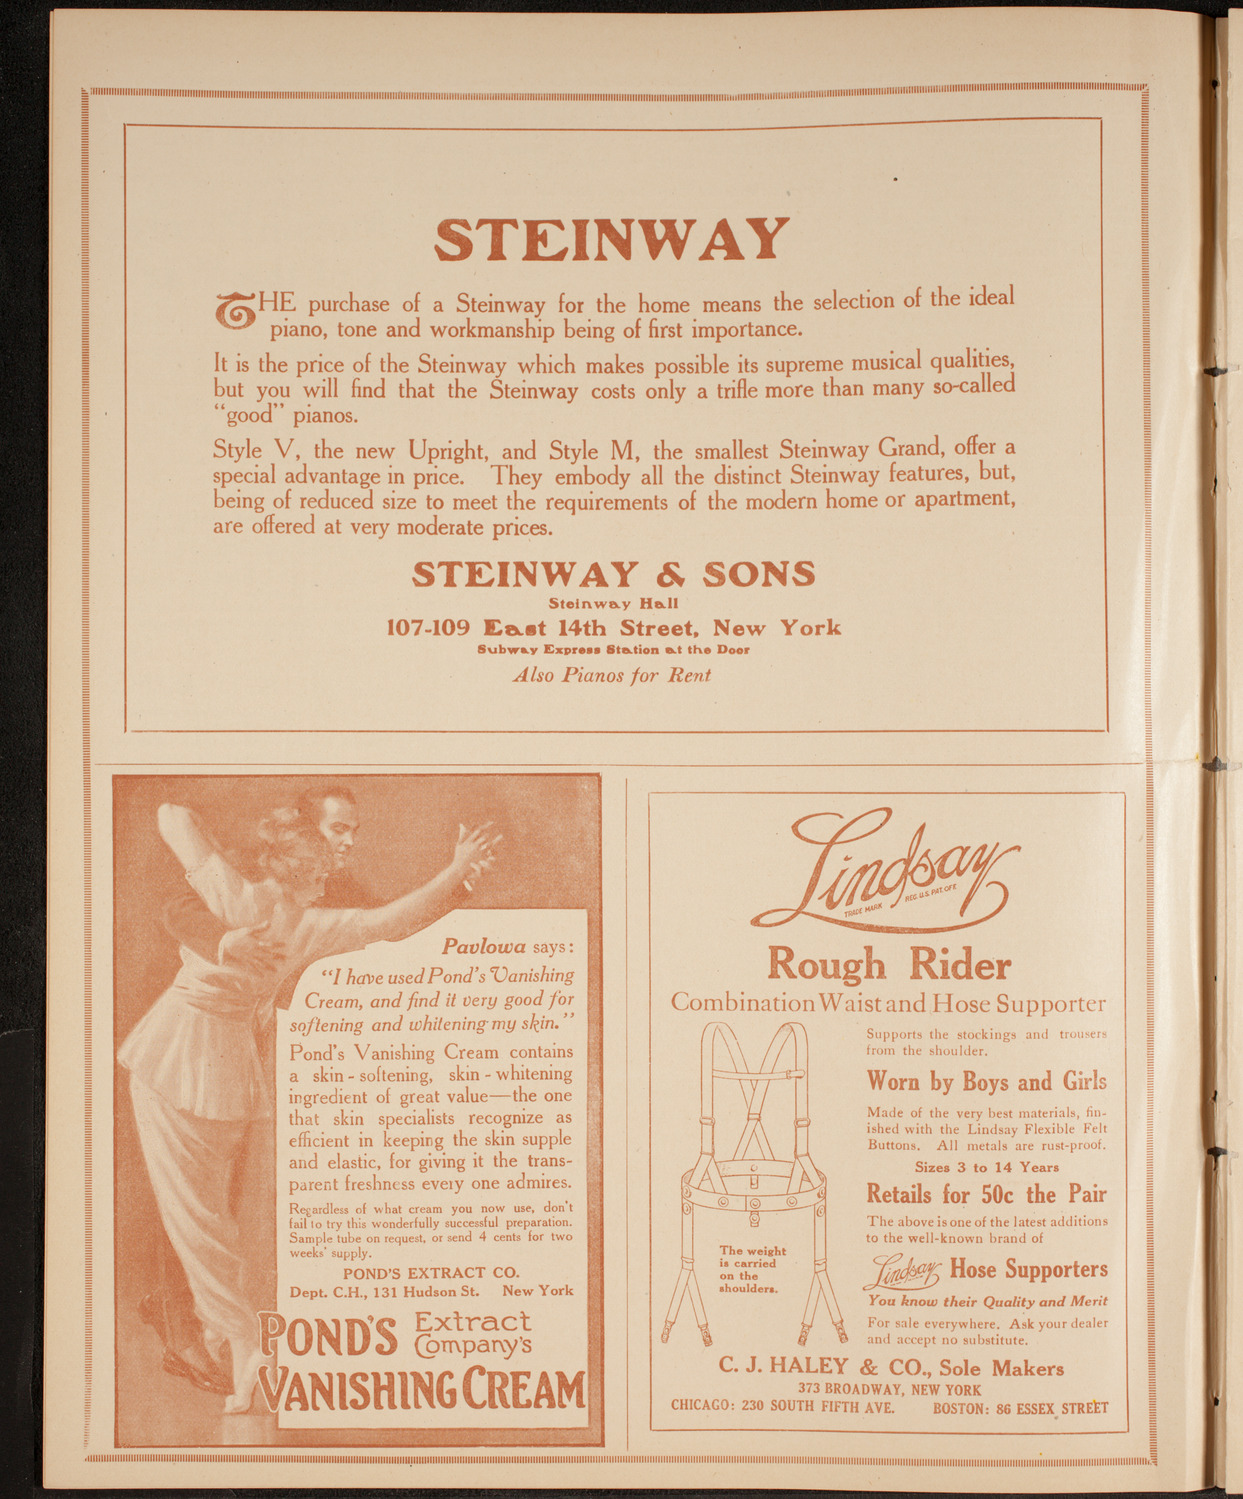 STEINWAY
THE purchase of a Steinway for the home means the selection of the ideal
piano, tone and workmanship being of first importance.
It is the price of the Steinway which makes possible its supreme musical qualities,
but you will find that the Steinway costs only a trifle more than many so-called
"good" pianos.
Style V, the new Upright, and Style M, the smallest Steinway Grand, offer a
special advantage in price. They embody all the distinct Steinway features, but,
being of reduced size to meet the requirements of the modern home or apartment,
are offered at very moderate prices.
STEINWAY & SONS
Steinway Hall
107-109 East 14th Street, New York
Subway Express Station at the Door
Also Pianos for Rent
Pavlowa says:
"I have used Pond's Vanishing
Cream, and find it very good for
softening and whitening my skin."
Pond's Vanishing Cream contains
a skin-softening, skin-whitening
ingredient of great value—the one
that skin specialists recognize as
efficient in keeping the skin supple
and elastic, for giving it the trans-
parent freshness every one admires.
Regardless of what cream you now use, don't
fail to try this wonderfully successful preparation.
Sample tube on request, or send 4 cents for two
weeks' supply.
POND'S EXTRACT CO.
Dept. C.H., 131 Hudson St. New York
POND'S Extract Company's
VANISHING CREAM
Lindsay
TRADE MARK REG. U.S. PAT. OFF.
Rough Rider
Combination Waist and Hose Supporter
Supports the stockings and trousers
from the shoulder.
Worn by Boys and Girls
Made of the very best materials, fin-
ished with the Lindsay Flexible Felt
Buttons. All metals are rust-proof.
Sizes 3 to 14 Years
Retails for 50c the Pair
The above is one of the latest additions
to the well-known brand of
Lindsay Hose Supporters
You know their Quality and Merit
For sale everywhere. Ask your dealer
and accept no substitute.
The weight
is carried
on the
shoulders.
C. J. HALEY & CO., Sole Makers
373 BROADWAY, NEW YORK
CHICAGO: 230 SOUTH FIFTH AVE. BOSTON: 86 ESSEX STREET